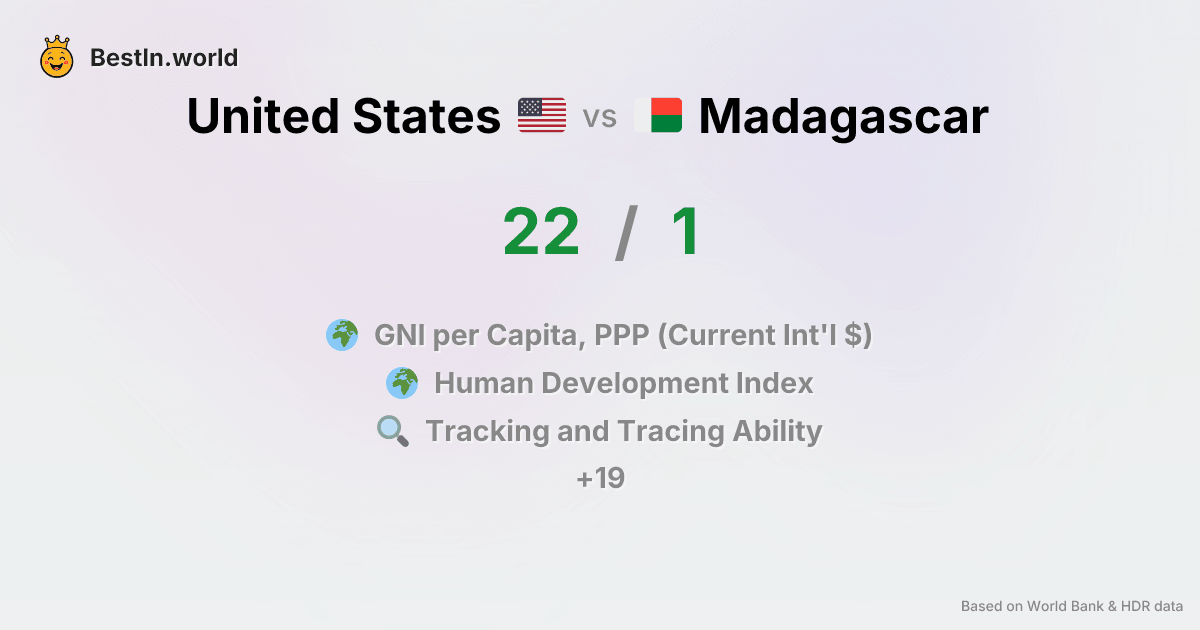 BestIn.world
United States vs Madagascar
22 / 1
GNI per Capita, PPP (Current Int'l $)
Human Development Index
Tracking and Tracing Ability
+19
Based on World Bank & HDR data